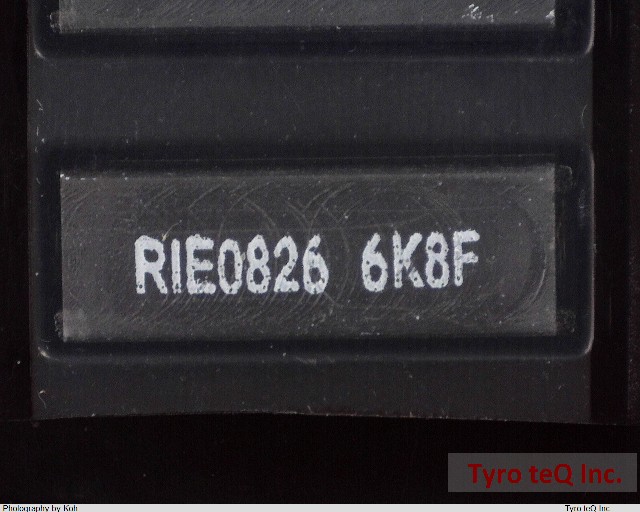 RIE0826 6K8F
Tyro teQ Inc.
Photography by Koh
Tyro teQ Inc.